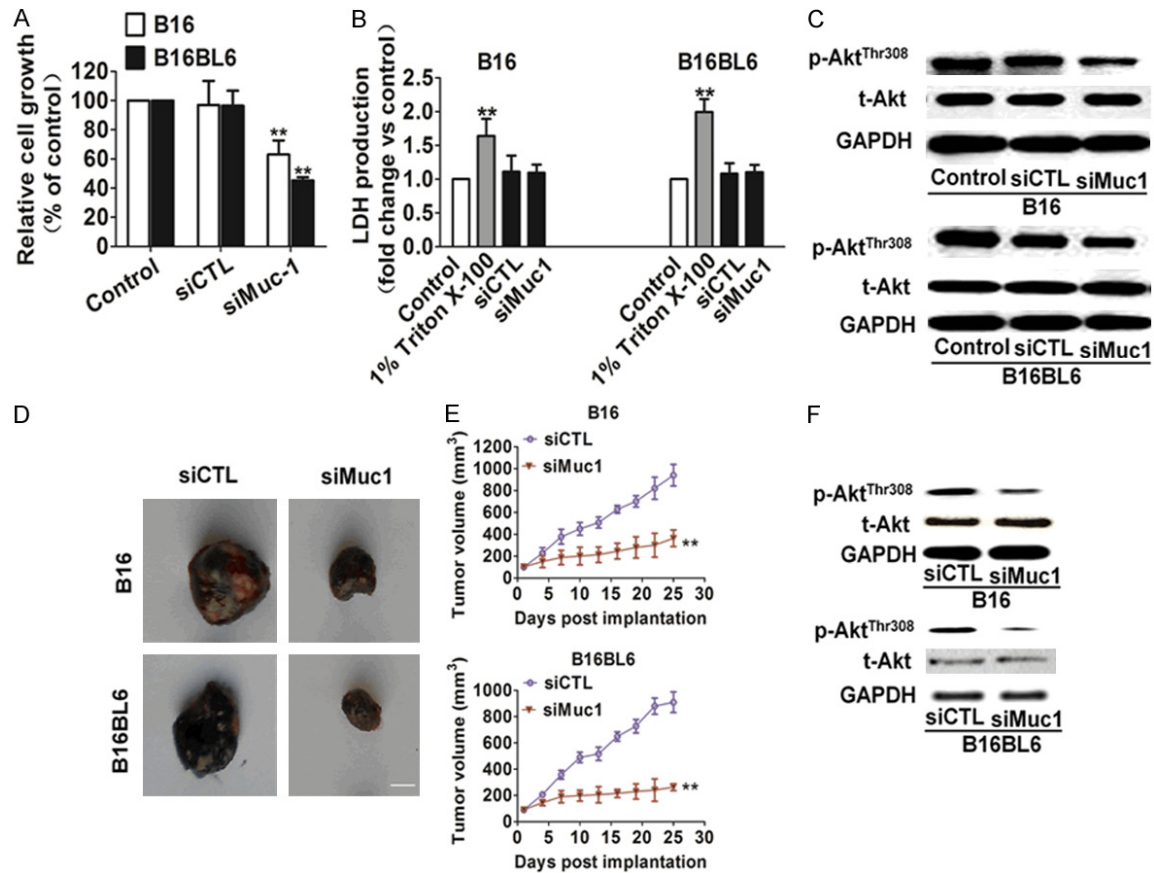 A
B16
B16BL6
Relative cell growth
(% of control)
120
100
80
60
40
20
0
**
**
Control
siCTL
siMuc-1
B
B16
B16BL6
LDH production
(fold change vs control)
2.5
2.0
1.5
1.0
0.5
0.0
**
**
Control
1% Triton X-100
siCTL
siMuc1
Control
1% Triton X-100
siCTL
siMuc1
C
p-AktThr308
t-Akt
GAPDH
Control siCTL siMuc1
B16
p-AktThr308
t-Akt
GAPDH
Control siCTL siMuc1
B16BL6
D
siCTL siMuc1
B16
B16BL6
E
B16
Tumor volume (mm3)
1200
1000
800
600
400
200
0
siCTL
siMuc1
**
0 5 10 15 20 25 30
Days post implantation
B16BL6
Tumor volume (mm3)
1000
800
600
400
200
0
siCTL
siMuc1
**
0 5 10 15 20 25 30
Days post implantation
F
p-AktThr308
t-Akt
GAPDH
siCTL siMuc1
B16
p-AktThr308
t-Akt
GAPDH
siCTL siMuc1
B16BL6